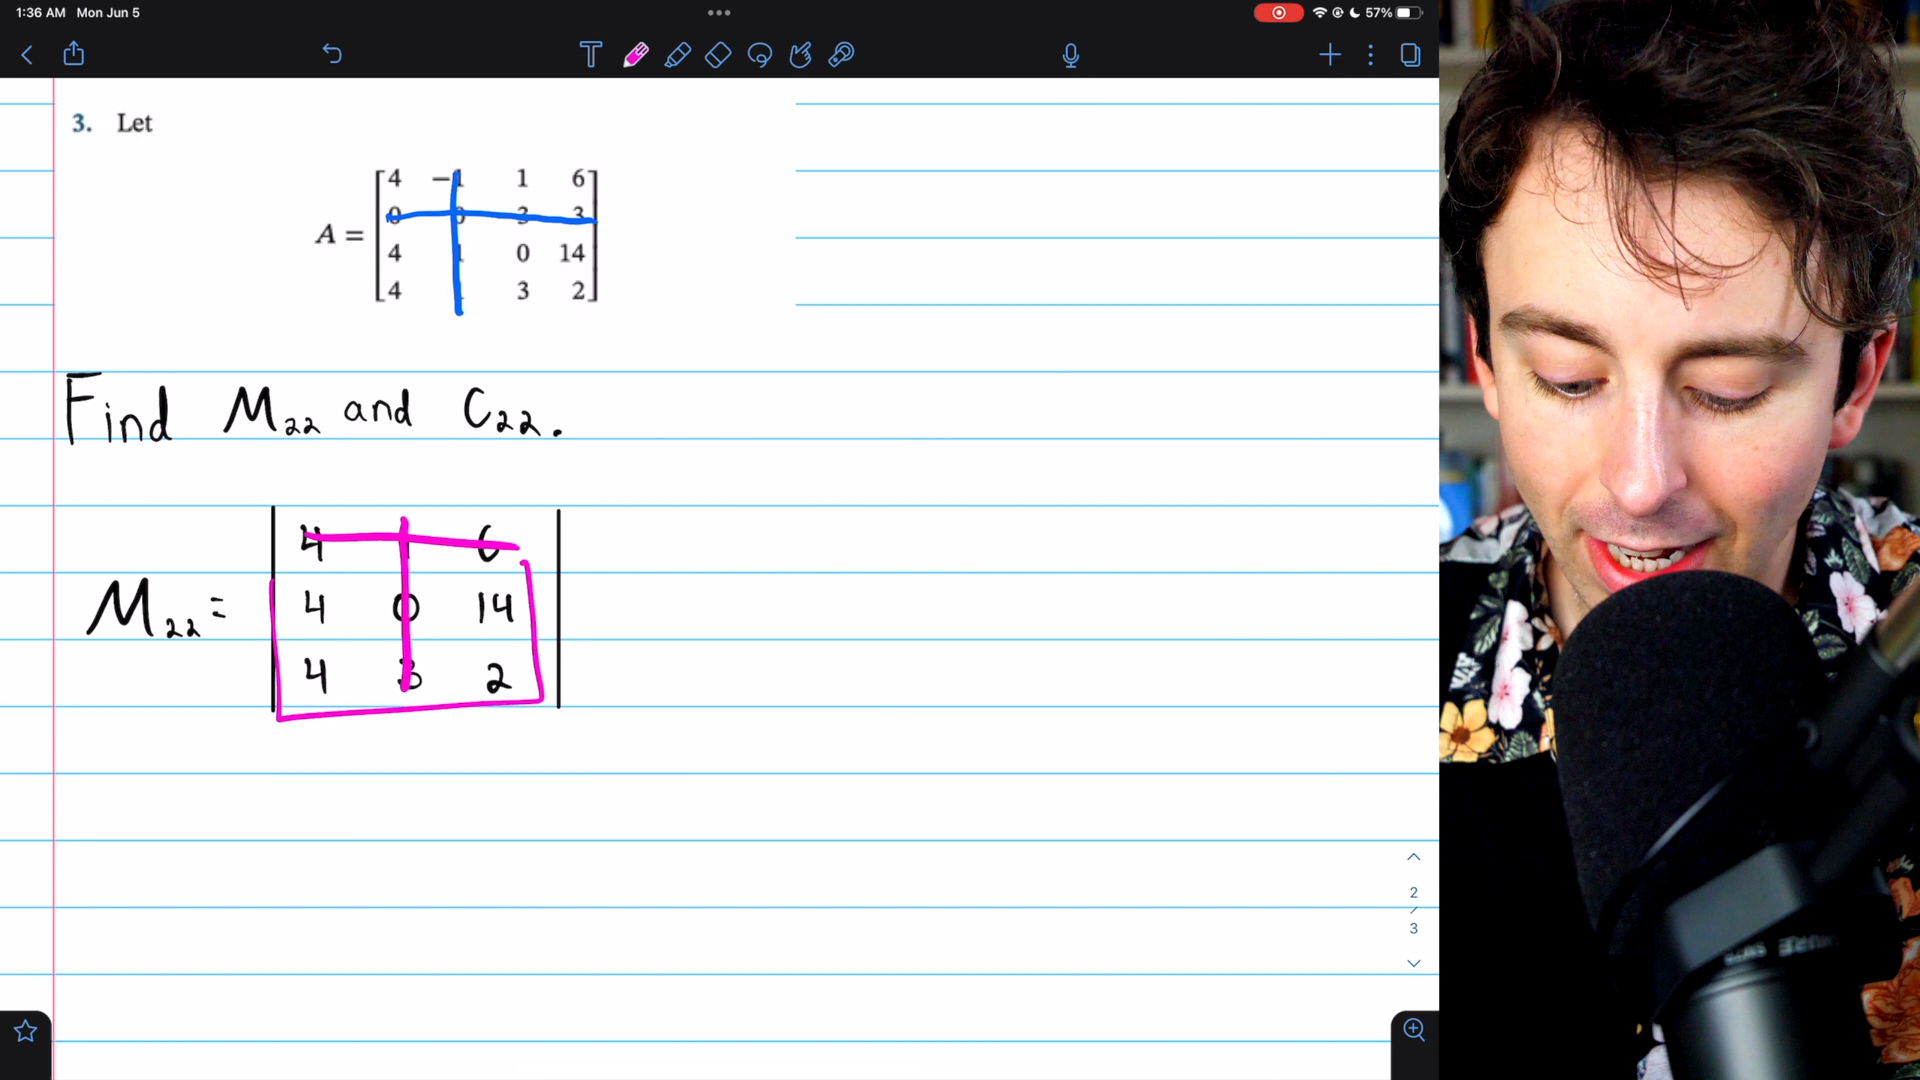 1:36 AM Mon Jun 5
57%
3. Let
A =
4 −1 1 6
0 0 3 3
4 1 0 14
4 3 2
Find M₂₂ and C₂₂.
M₂₂ =
4 1 6
4 0 14
4 3 2
2
/
3